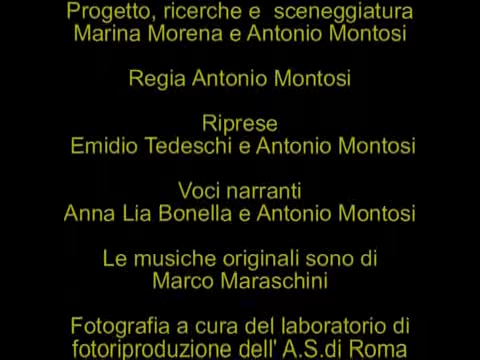 Progetto, ricerche e sceneggiatura
Marina Morena e Antonio Montosi
Regia Antonio Montosi
Riprese
Emidio Tedeschi e Antonio Montosi
Voci narranti
Anna Lia Bonella e Antonio Montosi
Le musiche originali sono di
Marco Maraschini
Fotografia a cura del laboratorio di
fotoriproduzione dell' A.S.di Roma